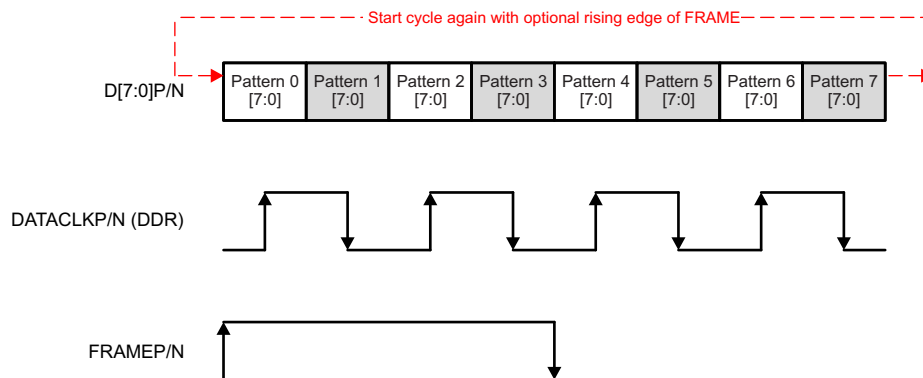 Start cycle again with optional rising edge of FRAME
D[7:0]P/N
Pattern 0 [7:0]
Pattern 1 [7:0]
Pattern 2 [7:0]
Pattern 3 [7:0]
Pattern 4 [7:0]
Pattern 5 [7:0]
Pattern 6 [7:0]
Pattern 7 [7:0]
DATACLKP/N (DDR)
FRAMEP/N